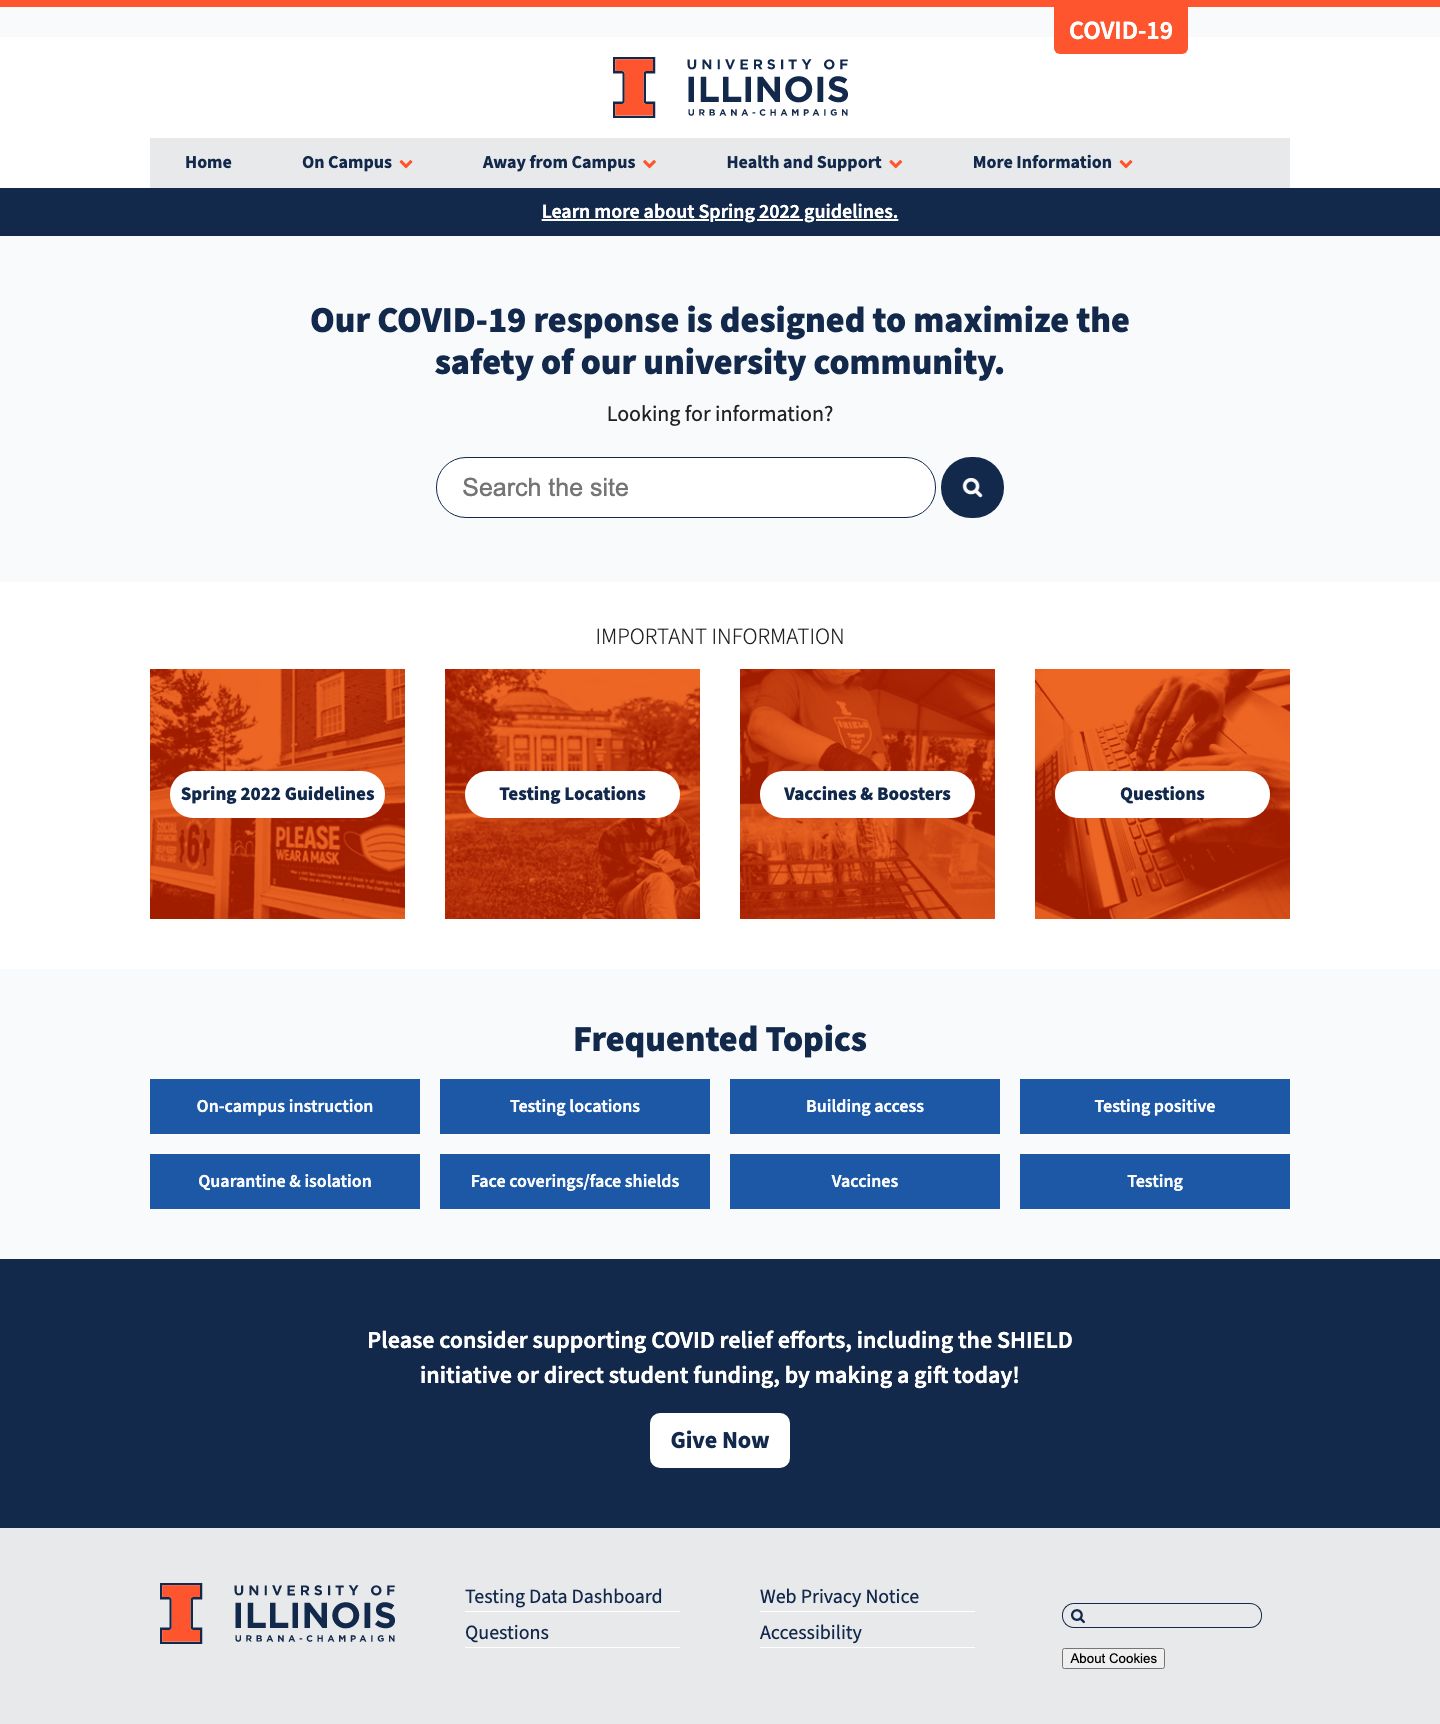 COVID-19
UNIVERSITY OF
ILLINOIS
URBANA-CHAMPAIGN
Home On Campus Away from Campus Health and Support More Information
Learn more about Spring 2022 guidelines.
Our COVID-19 response is designed to maximize the
safety of our university community.
Looking for information?
Search the site
IMPORTANT INFORMATION
Spring 2022 Guidelines
PLEASE
WEAR A MASK
Testing Locations
SHIELD
Vaccines & Boosters
Questions
Frequented Topics
On-campus instruction Testing locations Building access Testing positive
Quarantine & isolation Face coverings/face shields Vaccines Testing
Please consider supporting COVID relief efforts, including the SHIELD
initiative or direct student funding, by making a gift today!
Give Now
UNIVERSITY OF
ILLINOIS
URBANA-CHAMPAIGN
Testing Data Dashboard
Questions
Web Privacy Notice
Accessibility
About Cookies